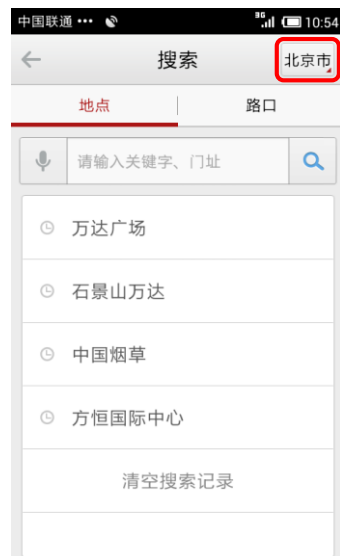 中国联通 ••• 3G 10:54
搜索 北京市
地点 路口
请输入关键字、门址
万达广场
石景山万达
中国烟草
方恒国际中心
清空搜索记录